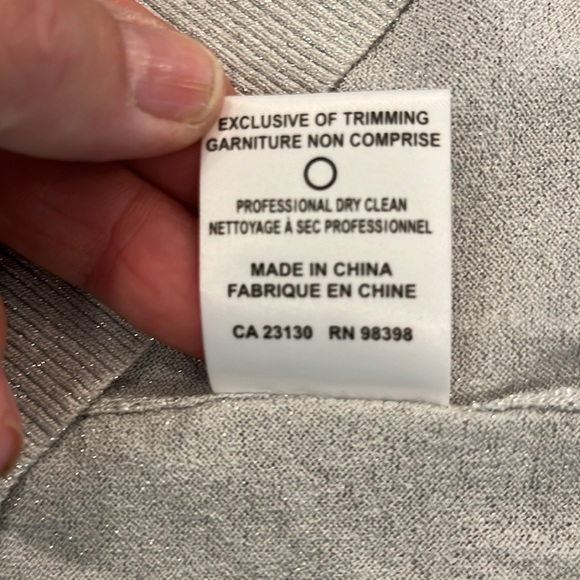 EXCLUSIVE OF TRIMMING
GARNITURE NON COMPRISE
PROFESSIONAL DRY CLEAN
NETTOYAGE À SEC PROFESSIONNEL
MADE IN CHINA
FABRIQUE EN CHINE
CA 23130 RN 98398